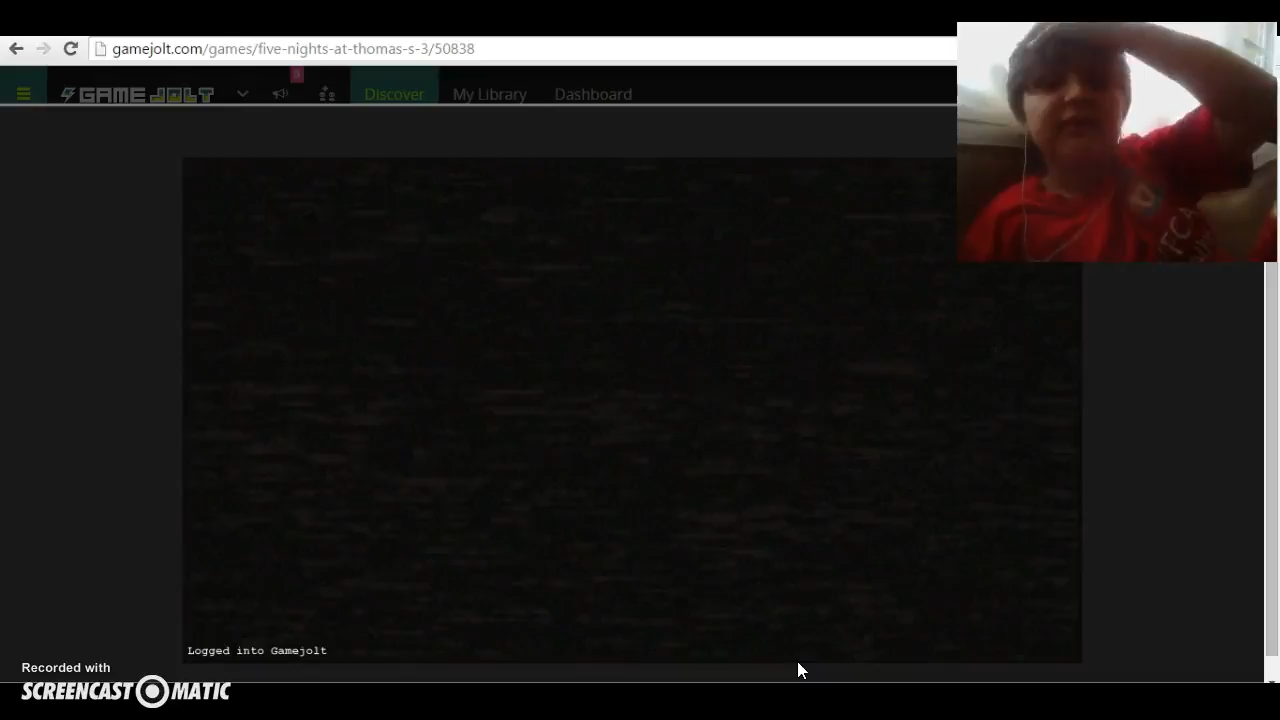 gamejolt.com/games/five-nights-at-thomas-s-3/50838
GAME JOLT
Discover
My Library
Dashboard
Logged into Gamejolt
Recorded with
SCREENCAST MATIC